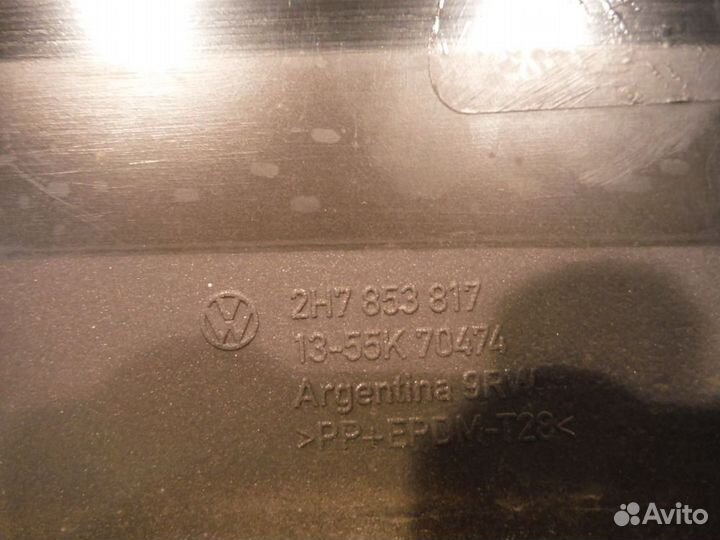 2H7 853 817
13-55K 70474
Argentina 9RW
>PP+EPDM-T28<
Avito